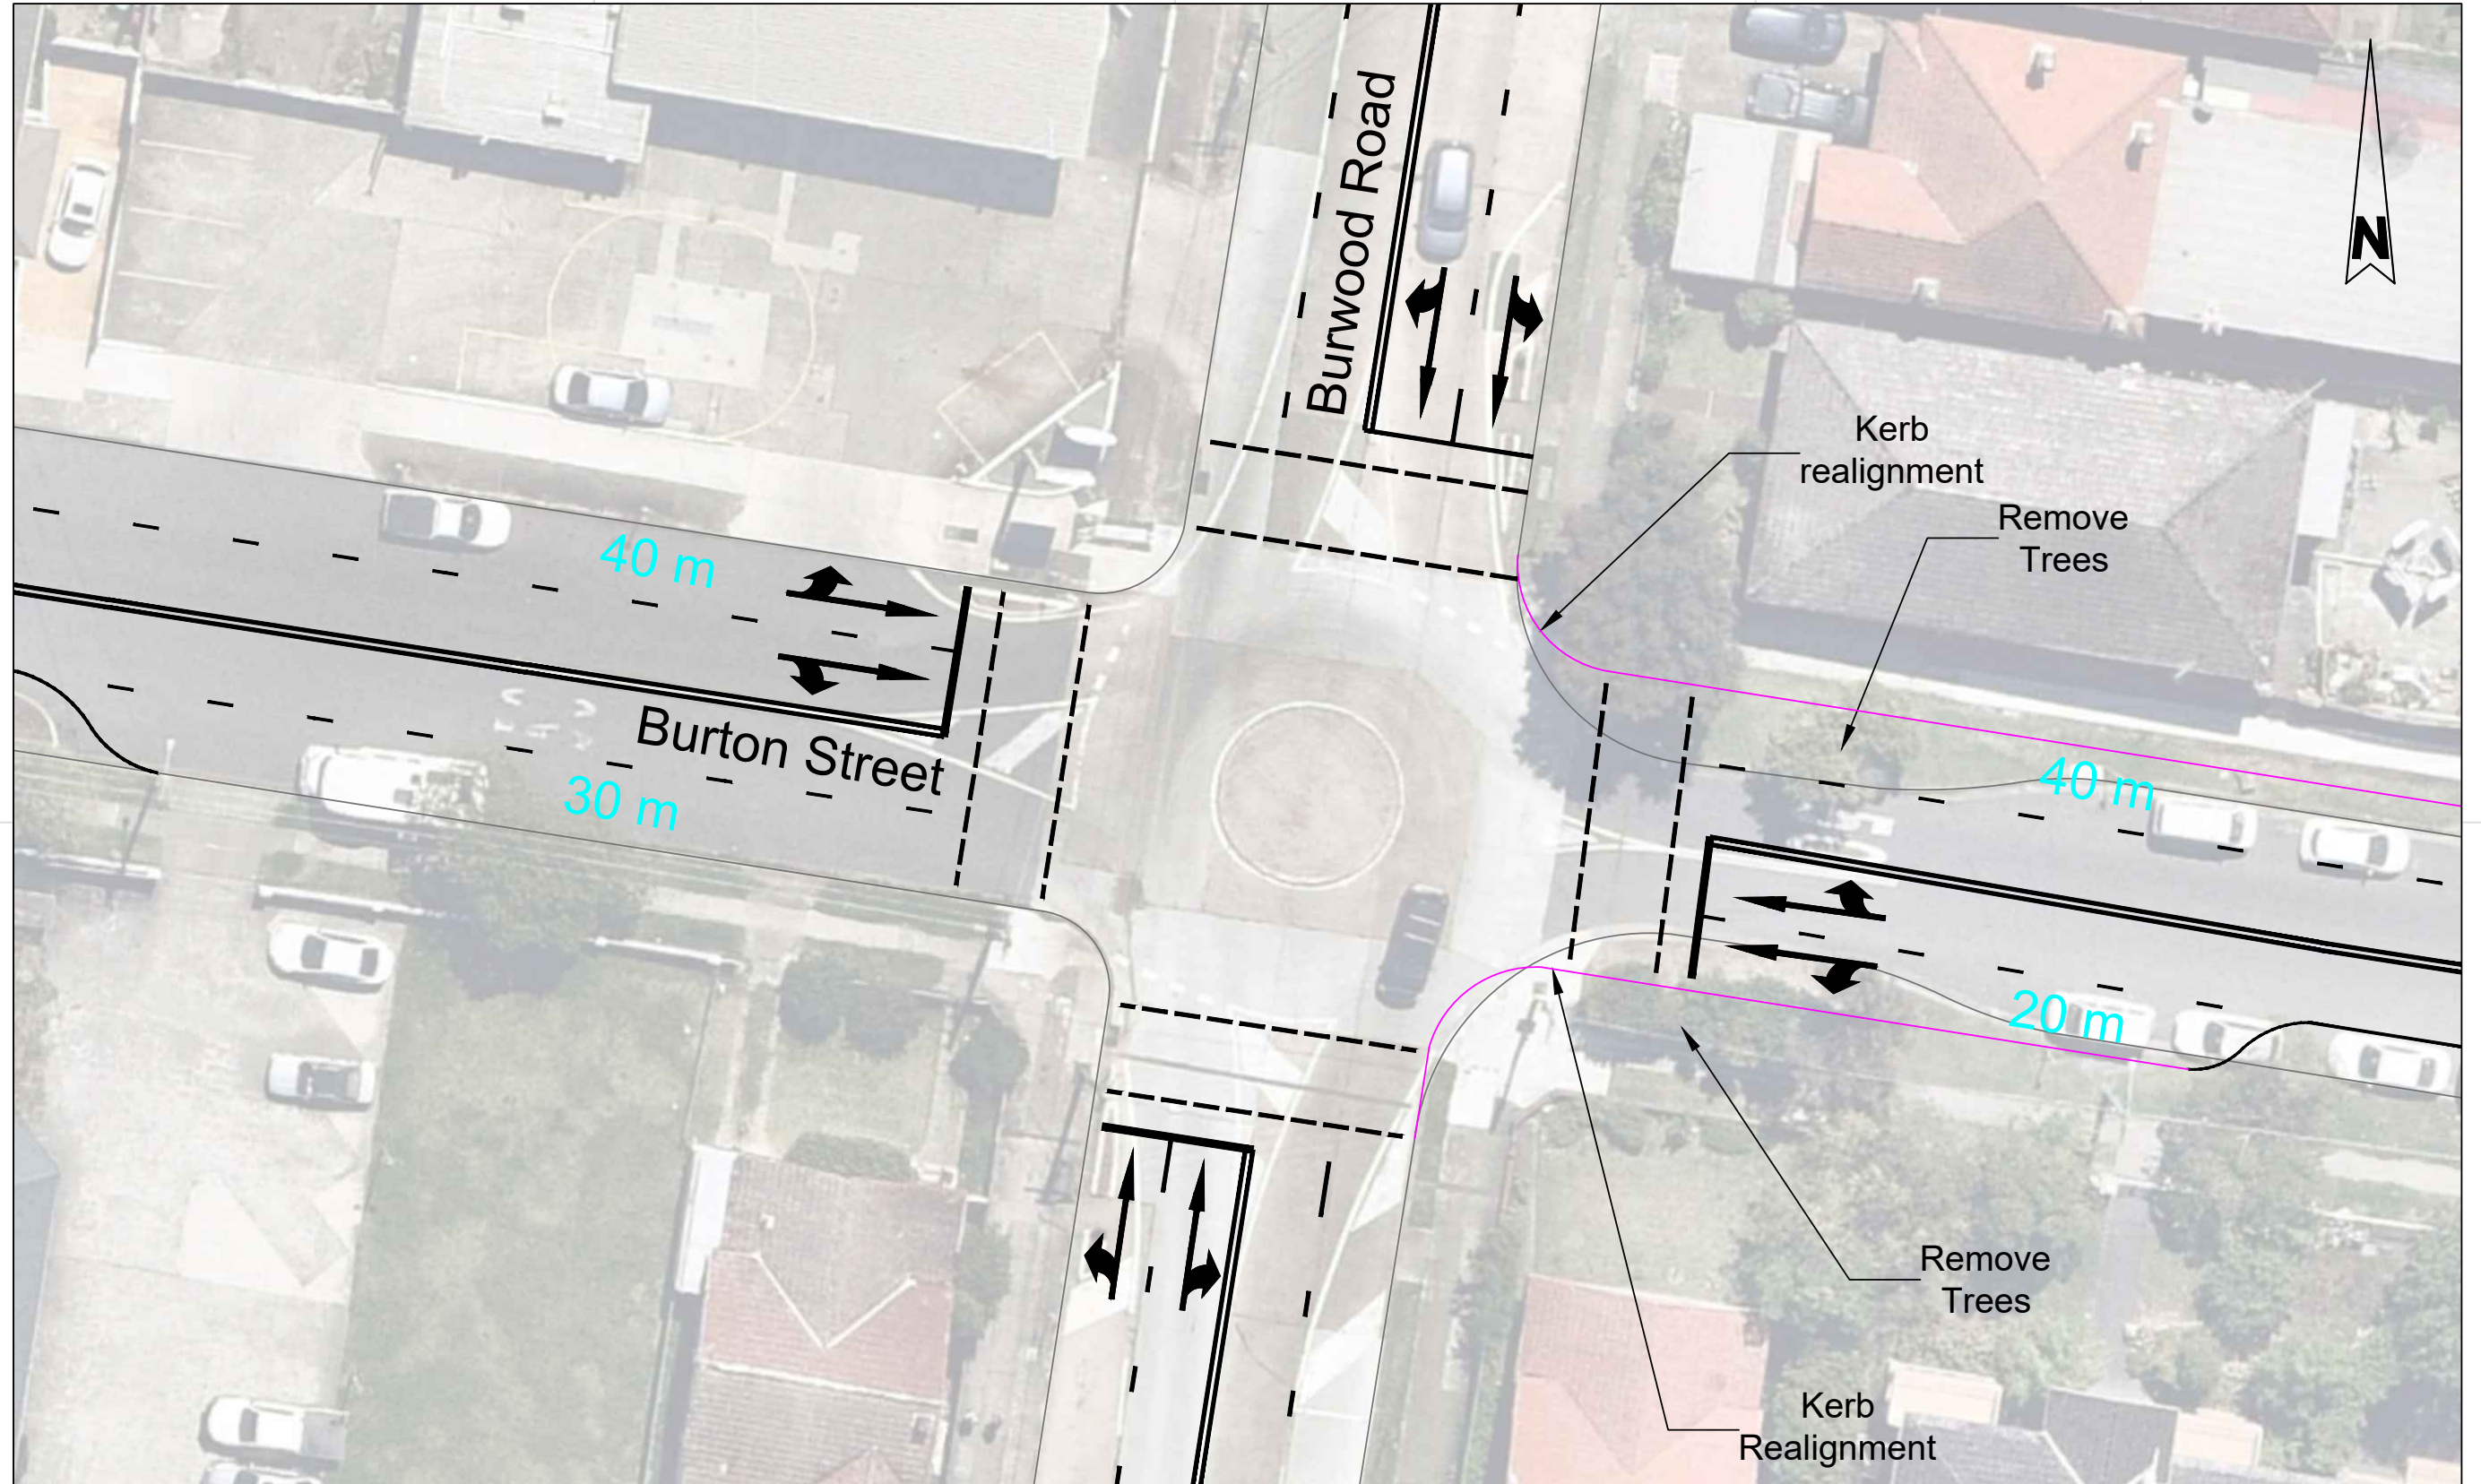 N
Burwood Road
Kerb
realignment
Remove
Trees
40 m
Burton Street
30 m
40 m
20 m
Remove
Trees
Kerb
Realignment